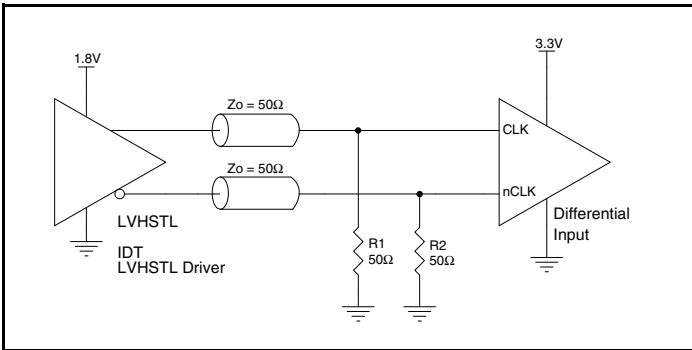 1.8V
3.3V
Zo = 50Ω
CLK
Zo = 50Ω
nCLK
LVHSTL
IDT
LVHSTL Driver
R1
50Ω
R2
50Ω
Differential
Input